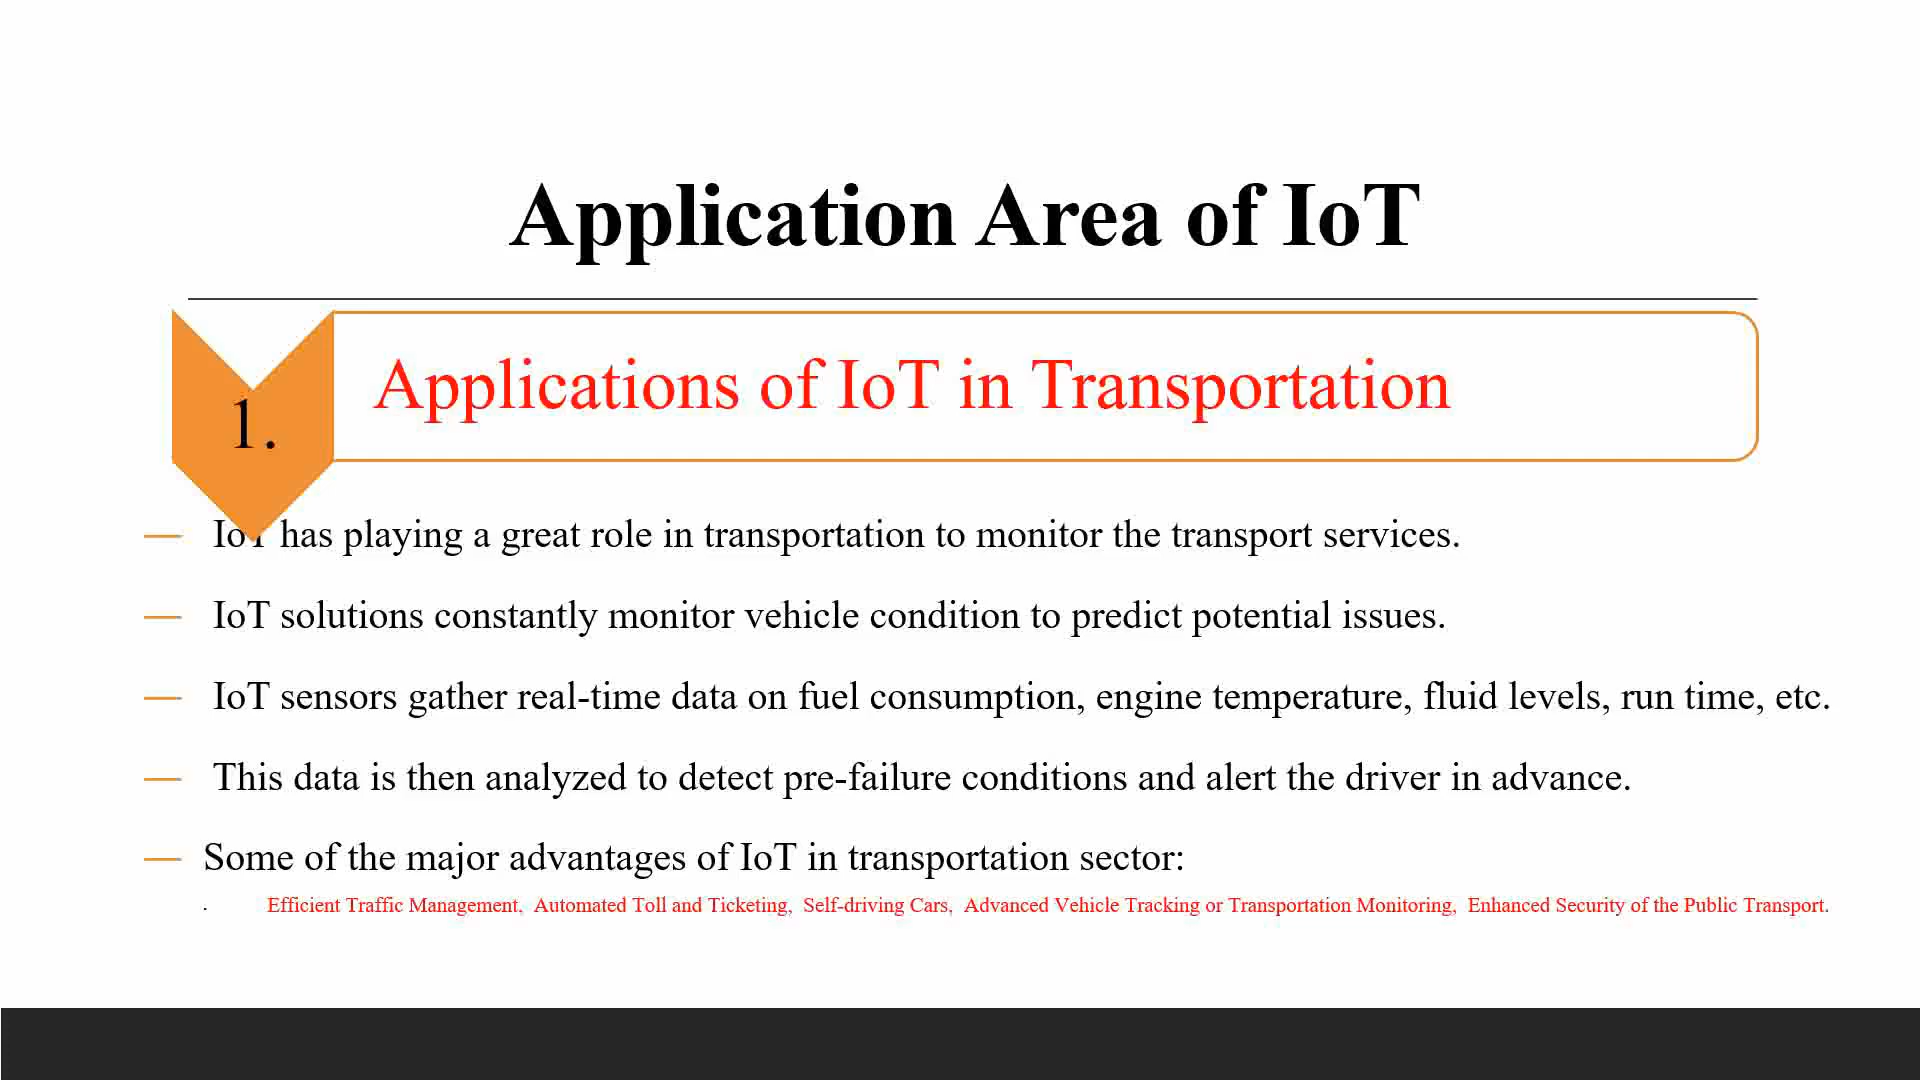 Application Area of IoT
1.
Applications of IoT in Transportation
— IoT has playing a great role in transportation to monitor the transport services.
— IoT solutions constantly monitor vehicle condition to predict potential issues.
— IoT sensors gather real-time data on fuel consumption, engine temperature, fluid levels, run time, etc.
— This data is then analyzed to detect pre-failure conditions and alert the driver in advance.
— Some of the major advantages of IoT in transportation sector:
. Efficient Traffic Management, Automated Toll and Ticketing, Self-driving Cars, Advanced Vehicle Tracking or Transportation Monitoring, Enhanced Security of the Public Transport.